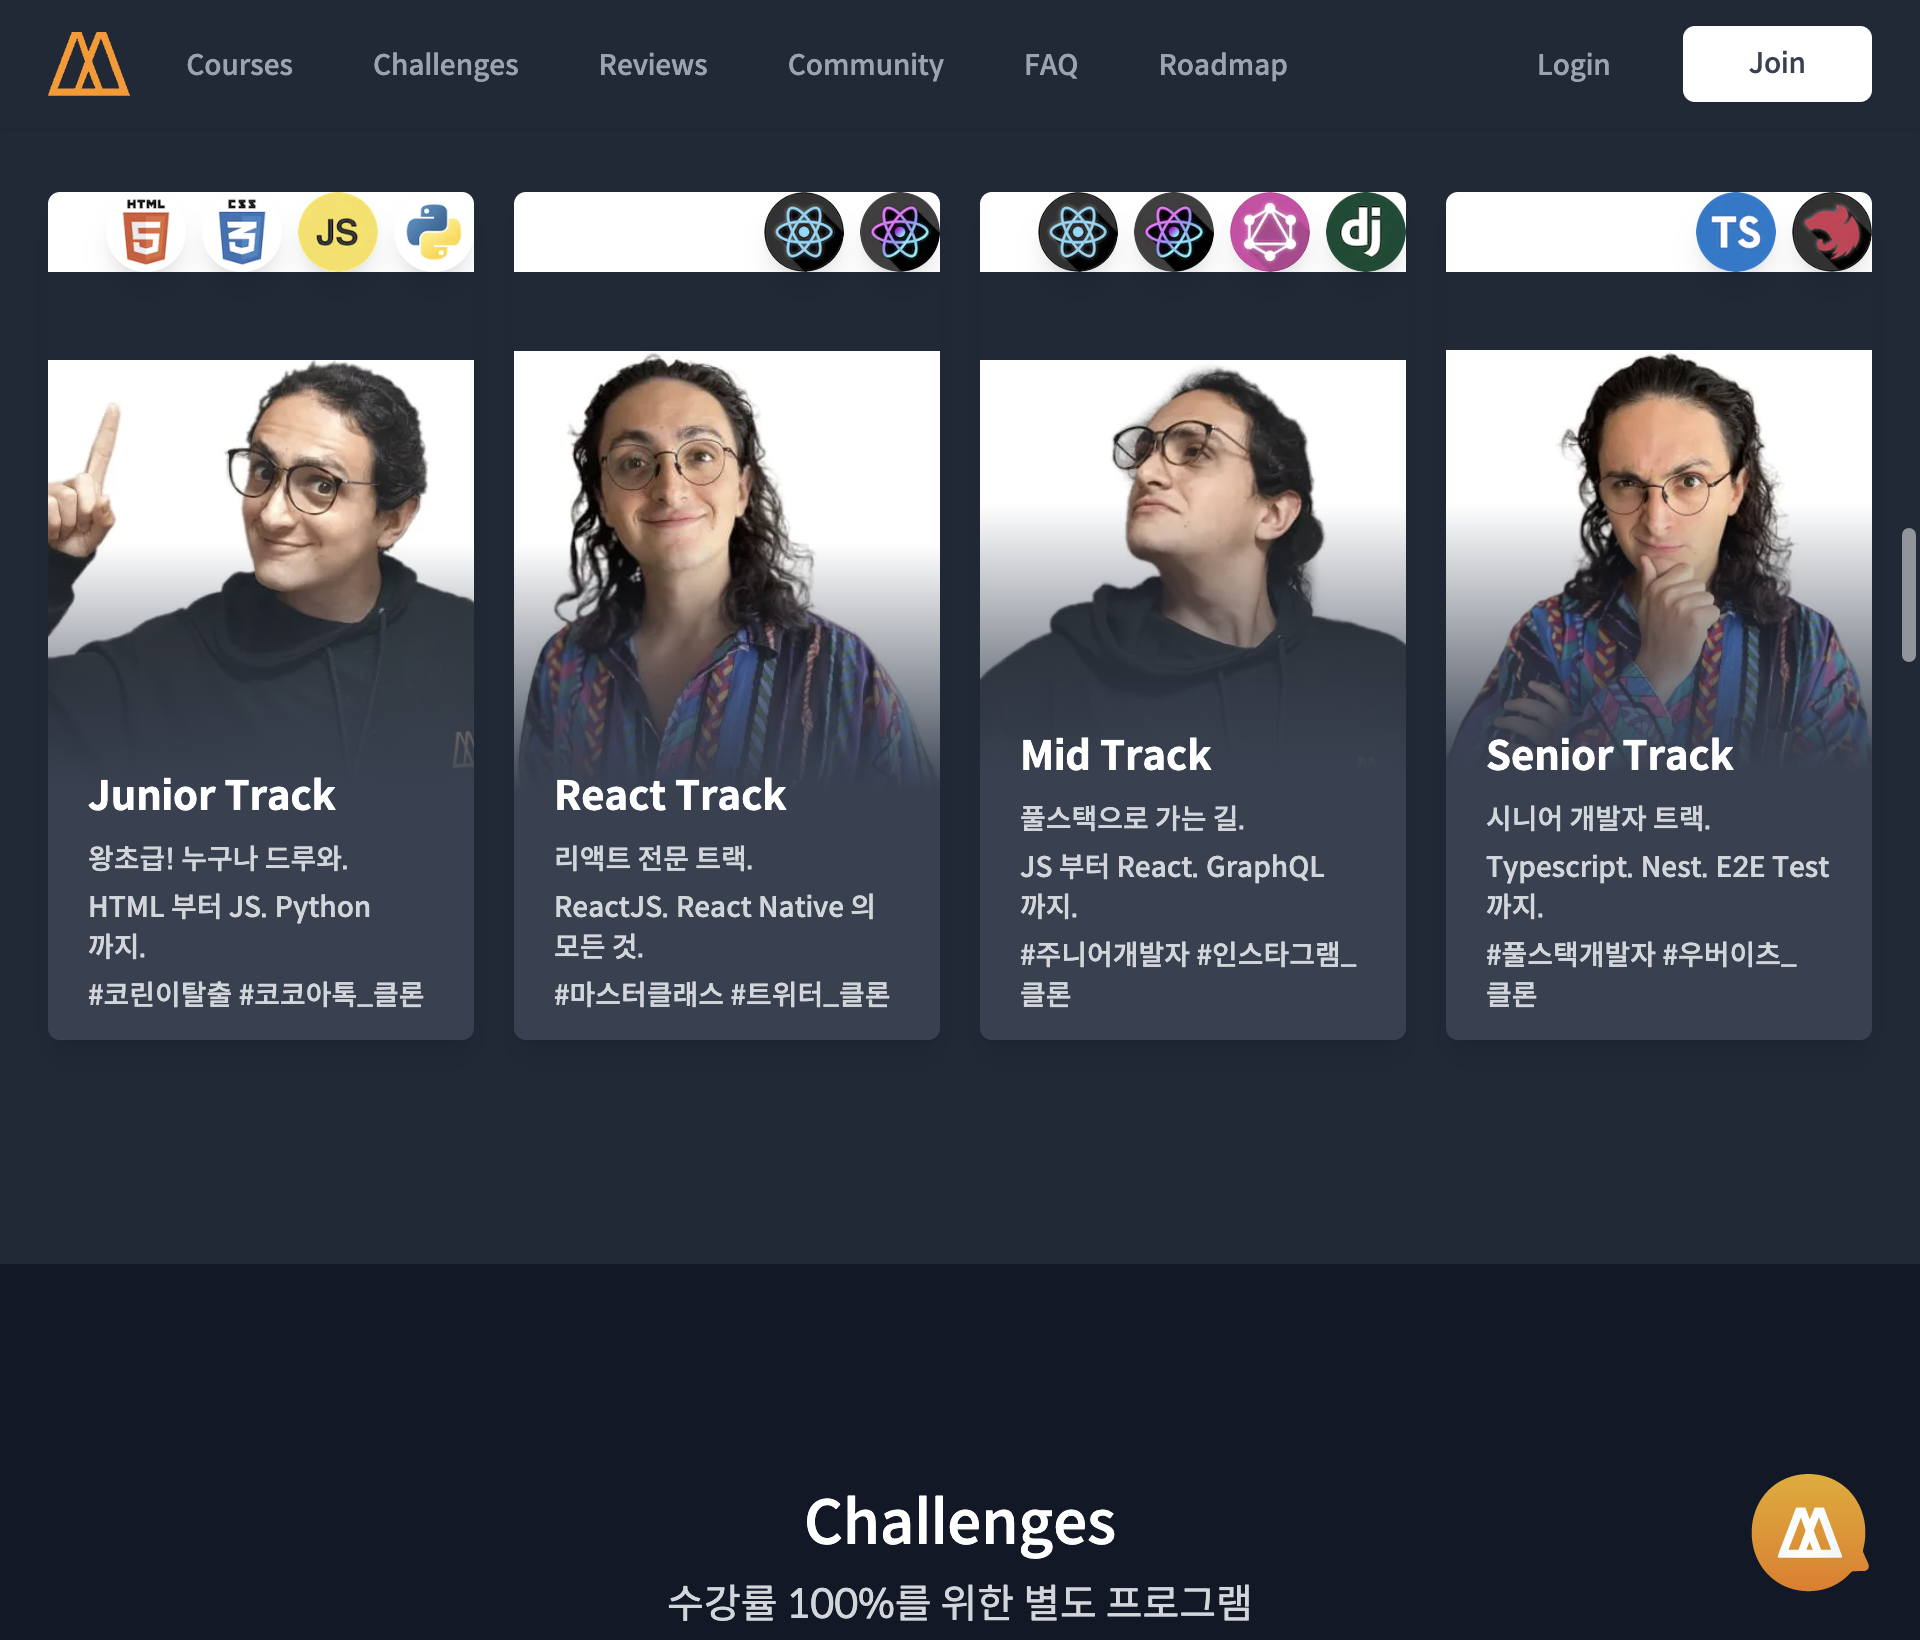 Courses
Challenges
Reviews
Community
FAQ
Roadmap
Login
Join
HTML
5
CSS
3
JS
dj
TS
Junior Track
왕초급! 누구나 드루와.
HTML 부터 JS. Python
까지.
#코린이탈출 #코코아톡_클론
React Track
리액트 전문 트랙.
ReactJS. React Native 의
모든 것.
#마스터클래스 #트위터_클론
Mid Track
풀스택으로 가는 길.
JS 부터 React. GraphQL
까지.
#주니어개발자 #인스타그램_
클론
Senior Track
시니어 개발자 트랙.
Typescript. Nest. E2E Test
까지.
#풀스택개발자 #우버이츠_
클론
Challenges
수강률 100%를 위한 별도 프로그램